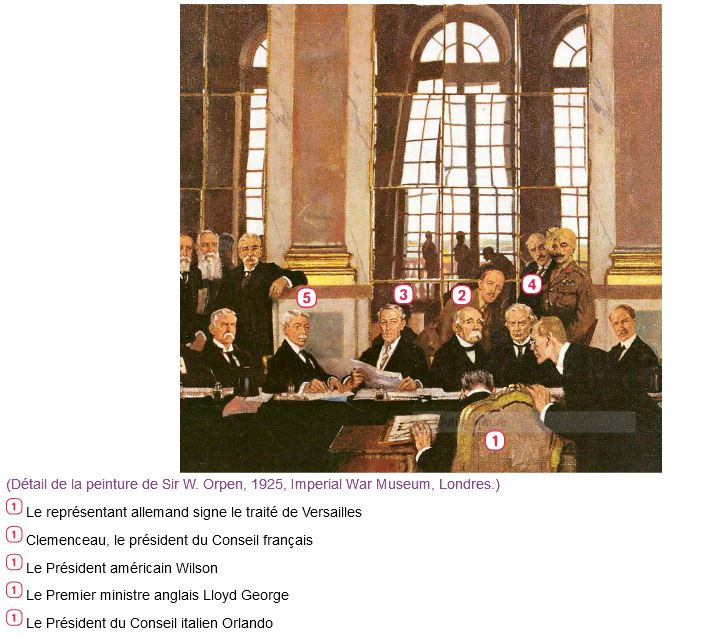 5
3
2
4
1
(Détail de la peinture de Sir W. Orpen, 1925, Imperial War Museum, Londres.)
1 Le représentant allemand signe le traité de Versailles
1 Clemenceau, le président du Conseil français
1 Le Président américain Wilson
1 Le Premier ministre anglais Lloyd George
1 Le Président du Conseil italien Orlando